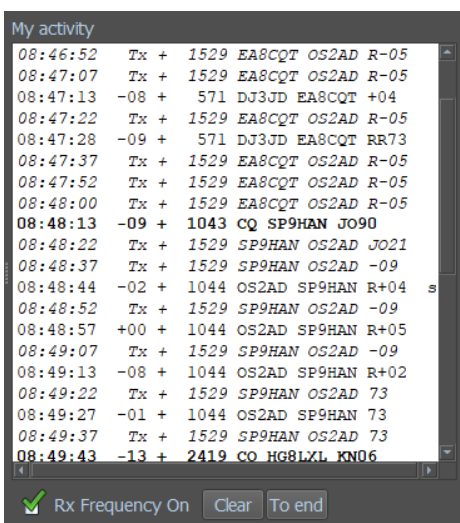 My activity
08:46:52 Tx + 1529 EA8CQT OS2AD R-05
08:47:07 Tx + 1529 EA8CQT OS2AD R-05
08:47:13 -08 + 571 DJ3JD EA8CQT +04
08:47:22 Tx + 1529 EA8CQT OS2AD R-05
08:47:28 -09 + 571 DJ3JD EA8CQT RR73
08:47:37 Tx + 1529 EA8CQT OS2AD R-05
08:47:52 Tx + 1529 EA8CQT OS2AD R-05
08:48:00 Tx + 1529 EA8CQT OS2AD R-05
08:48:13 -09 + 1043 CQ SP9HAN JO90
08:48:22 Tx + 1529 SP9HAN OS2AD JO21
08:48:37 Tx + 1529 SP9HAN OS2AD -09
08:48:44 -02 + 1044 OS2AD SP9HAN R+04 s
08:48:52 Tx + 1529 SP9HAN OS2AD -09
08:48:57 +00 + 1044 OS2AD SP9HAN R+05
08:49:07 Tx + 1529 SP9HAN OS2AD -09
08:49:13 -08 + 1044 OS2AD SP9HAN R+02
08:49:22 Tx + 1529 SP9HAN OS2AD 73
08:49:27 -01 + 1044 OS2AD SP9HAN 73
08:49:37 Tx + 1529 SP9HAN OS2AD 73
08:49:43 -13 + 2419 CQ HG8LXL KN06
Rx Frequency On Clear To end